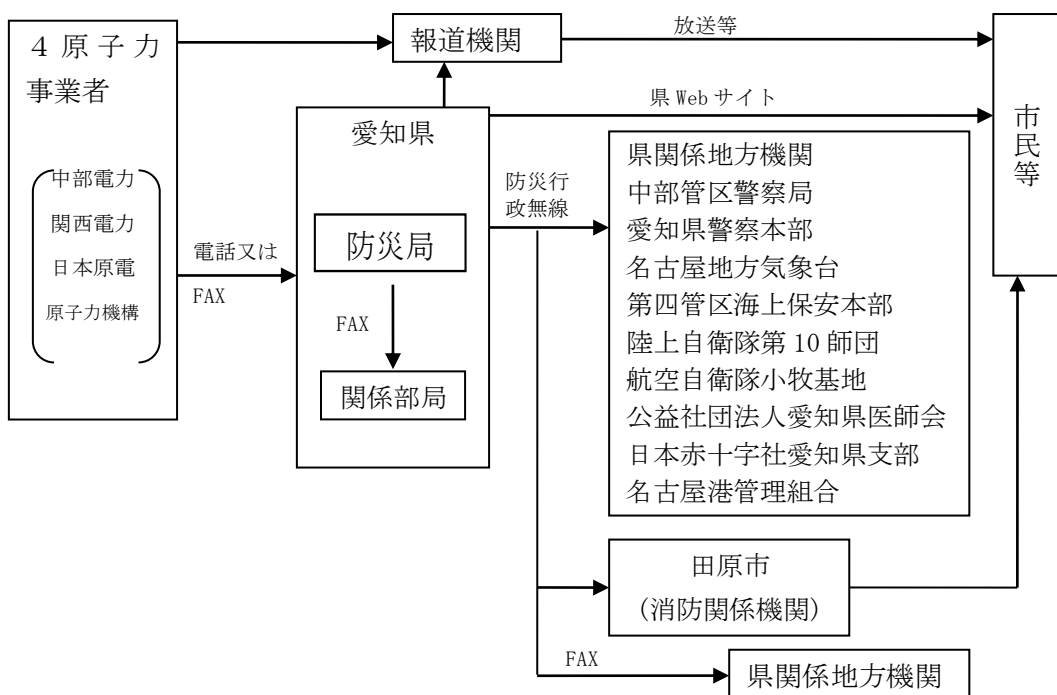 ４原子力
事業者
中部電力
関西電力
日本原電
原子力機構
電話又は
FAX
報道機関
放送等
愛知県
県 Web サイト
防災局
FAX
関係部局
防災行
政無線
県関係地方機関
中部管区警察局
愛知県警察本部
名古屋地方気象台
第四管区海上保安本部
陸上自衛隊第 10 師団
航空自衛隊小牧基地
公益社団法人愛知県医師会
日本赤十字社愛知県支部
名古屋港管理組合
田原市
(消防関係機関)
FAX
県関係地方機関
市民等